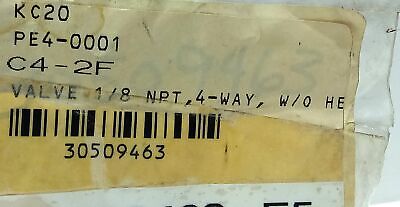 KC20
PE4-0001
C4-2F
VALVE 1/8 NPT,4-WAY, W/O HE
30509463